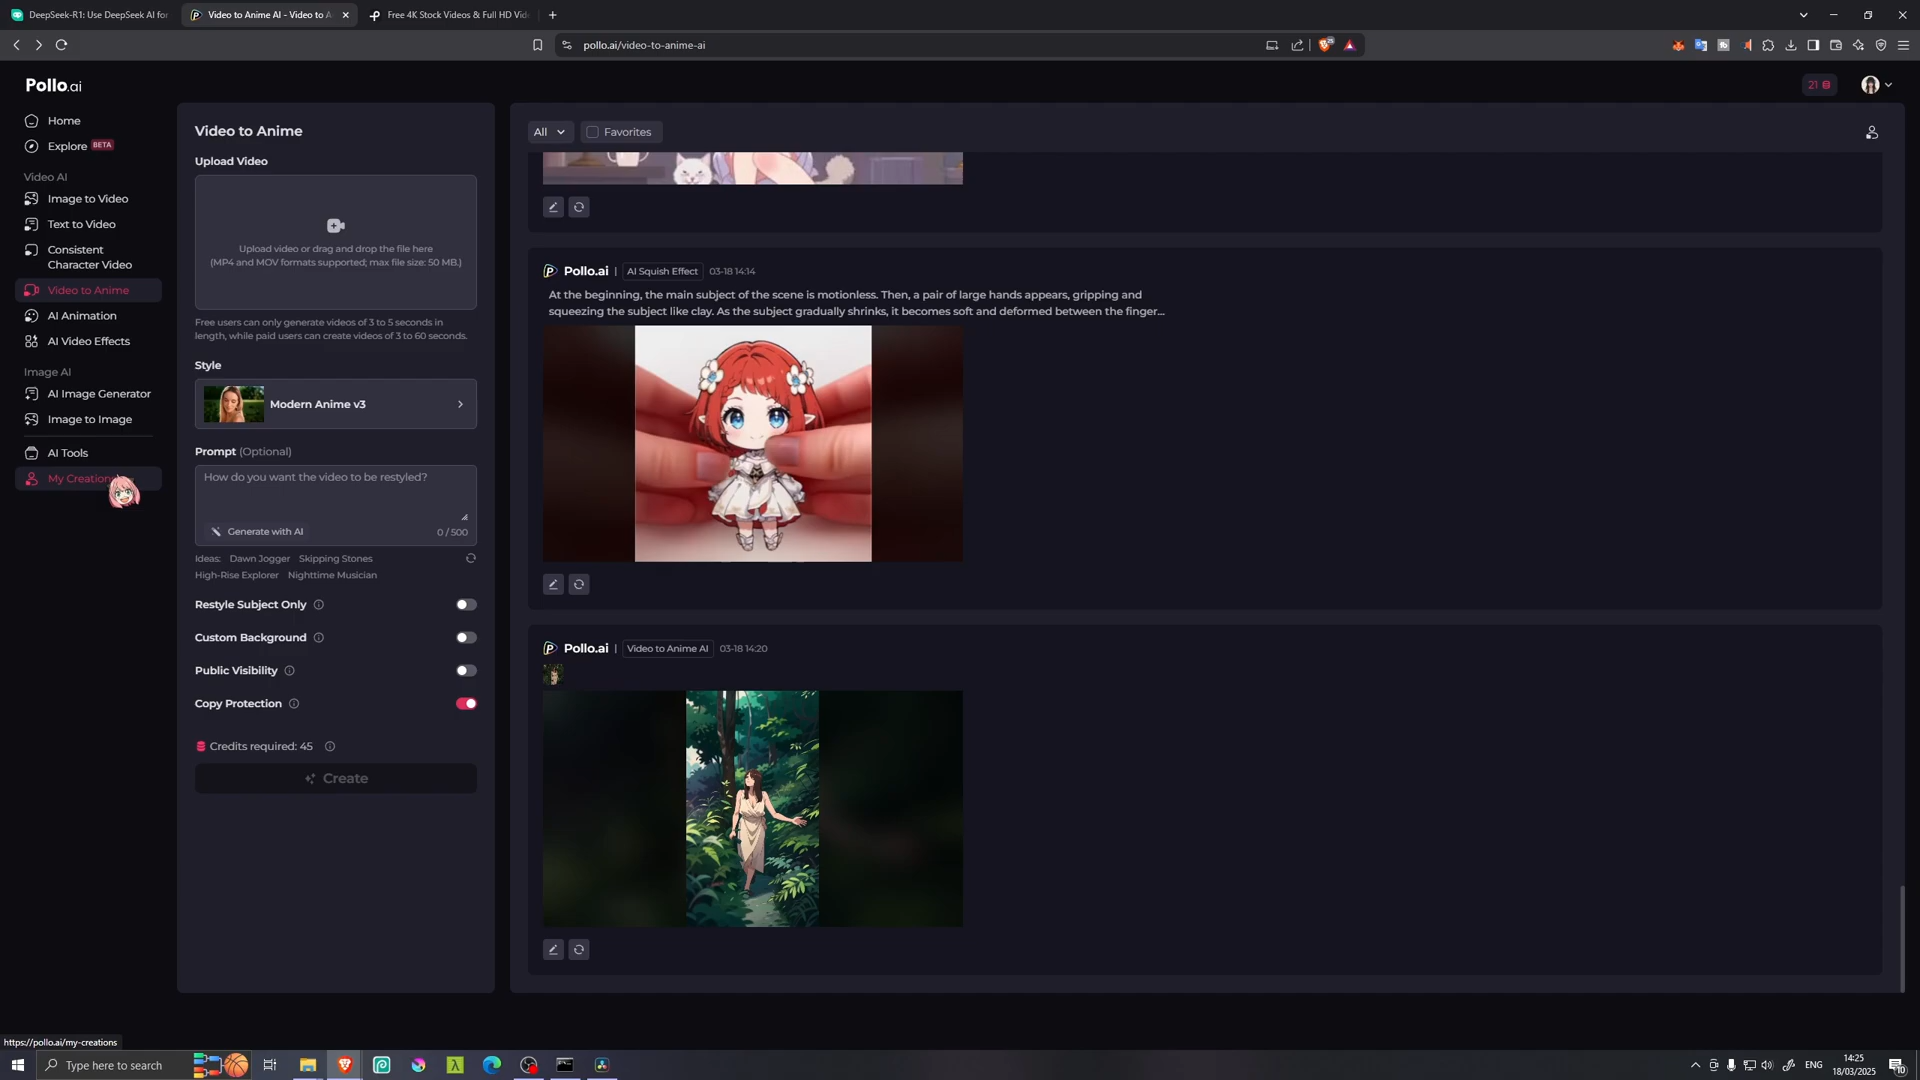 DeepSeek-R1: Use DeepSeek AI for
Video to Anime AI - Video to A
Free 4K Stock Videos & Full HD Vid
pollo.ai/video-to-anime-ai
25
Pollo.ai
21
Home
Explore BETA
Video AI
Image to Video
Text to Video
Consistent
Character Video
Video to Anime
AI Animation
AI Video Effects
Image AI
AI Image Generator
Image to Image
AI Tools
My Creation
Video to Anime
Upload Video
Upload video or drag and drop the file here
(MP4 and MOV formats supported; max file size: 50 MB.)
Free users can only generate videos of 3 to 5 seconds in
length, while paid users can create videos of 3 to 60 seconds.
Style
Modern Anime v3
Prompt (Optional)
How do you want the video to be restyled?
Generate with AI
0 / 500
Ideas: Dawn Jogger Skipping Stones
High-Rise Explorer Nighttime Musician
Restyle Subject Only
Custom Background
Public Visibility
Copy Protection
Credits required: 45
Create
All
Favorites
Pollo.ai | AI Squish Effect 03-18 14:14
At the beginning, the main subject of the scene is motionless. Then, a pair of large hands appears, gripping and
squeezing the subject like clay. As the subject gradually shrinks, it becomes soft and deformed between the finger...
Pollo.ai | Video to Anime AI 03-18 14:20
https://pollo.ai/my-creations
Type here to search
ENG
14:25
18/03/2025
10